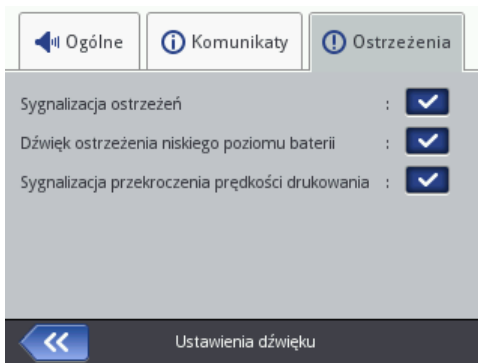 Ogólne Komunikaty Ostrzeżenia
Sygnalizacja ostrzeżeń :
Dźwięk ostrzeżenia niskiego poziomu baterii :
Sygnalizacja przekroczenia prędkości drukowania :
Ustawienia dźwięku